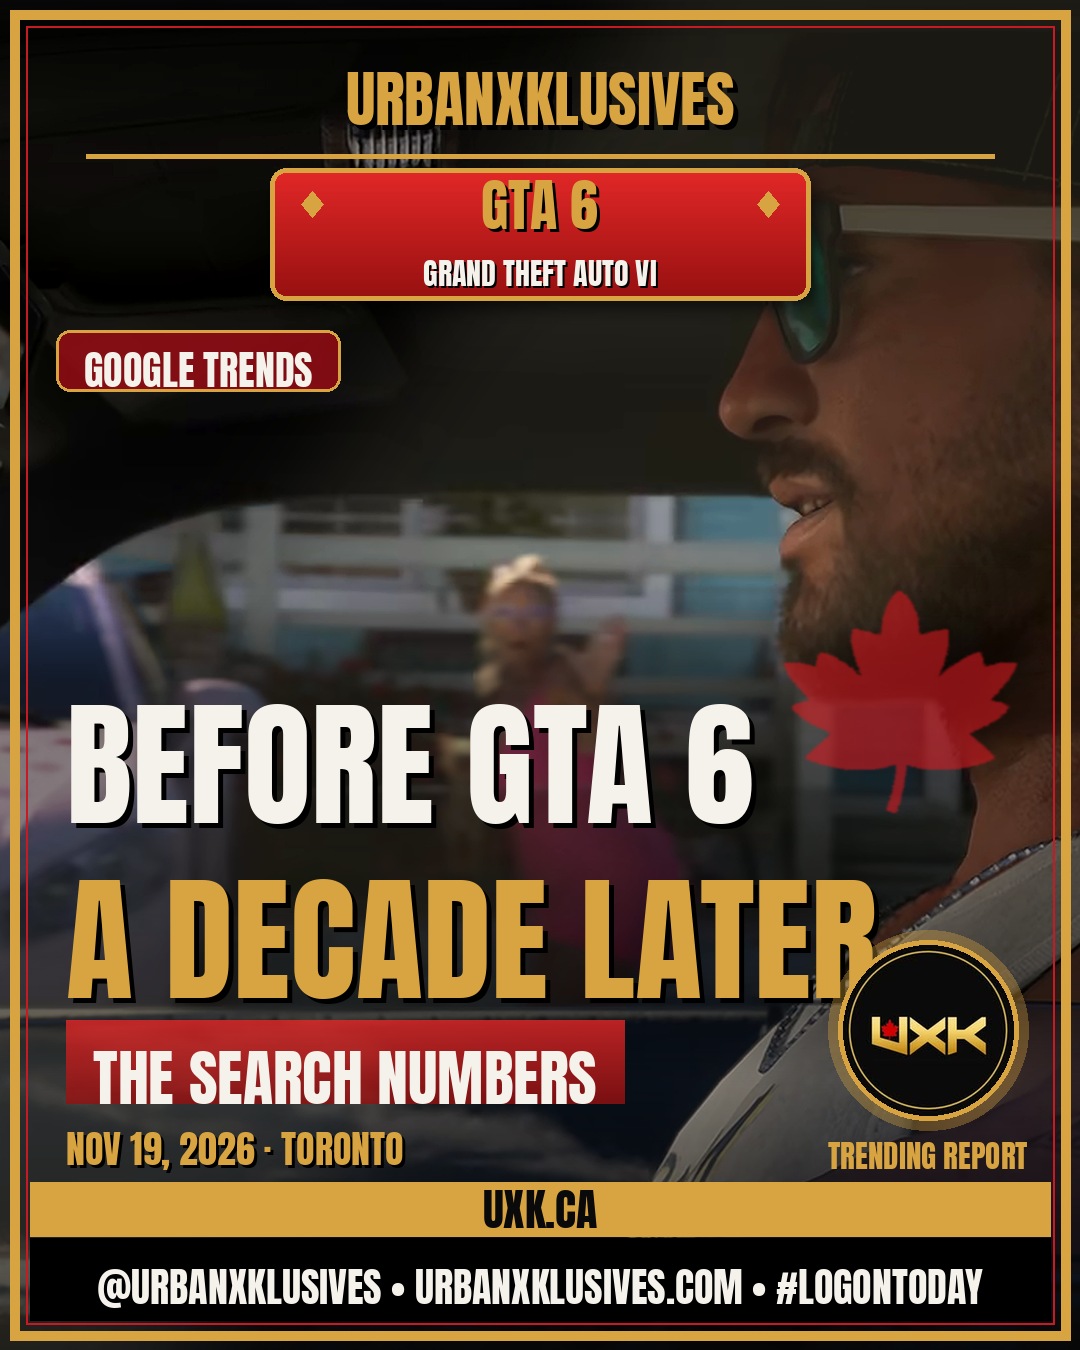 URBANXKLUSIVES
GTA 6
GRAND THEFT AUTO VI
GOOGLE TRENDS
BEFORE GTA 6
A DECADE LATER
THE SEARCH NUMBERS
NOV 19, 2026 · TORONTO
UXK
TRENDING REPORT
UXK.CA
@URBANXKLUSIVES • URBANXKLUSIVES.COM • #LOGONTODAY